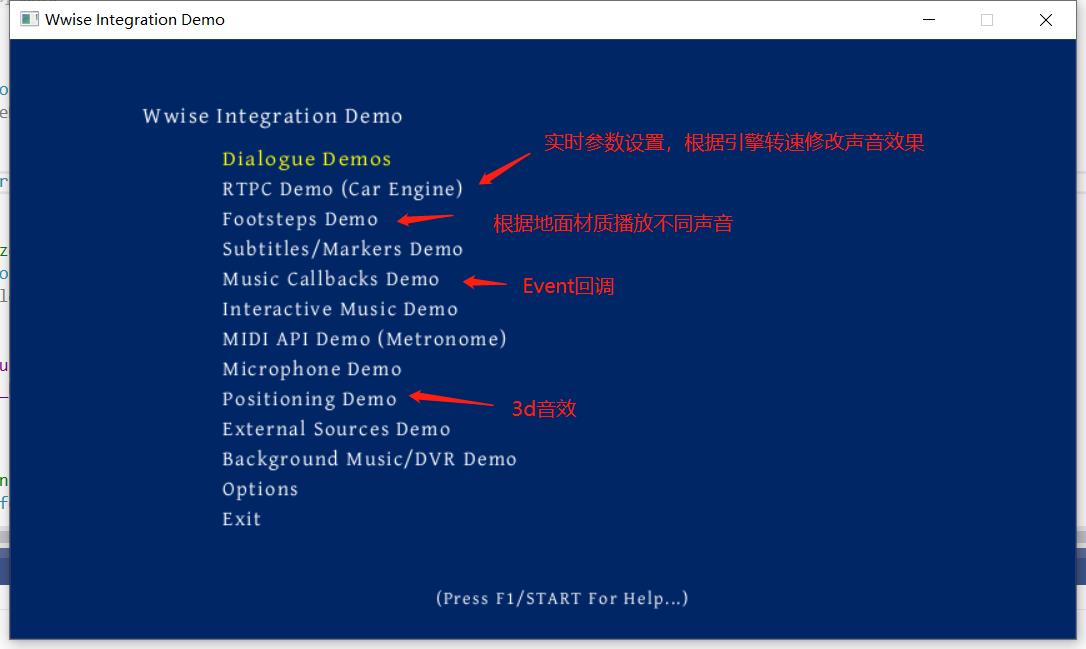 Wwise Integration Demo
Wwise Integration Demo
Dialogue Demos
实时参数设置，根据引擎转速修改声音效果
RTPC Demo (Car Engine)
Footsteps Demo
根据地面材质播放不同声音
Subtitles/Markers Demo
Music Callbacks Demo
Event回调
Interactive Music Demo
MIDI API Demo (Metronome)
Microphone Demo
Positioning Demo
3d音效
External Sources Demo
Background Music/DVR Demo
Options
Exit
(Press F1/START For Help...)